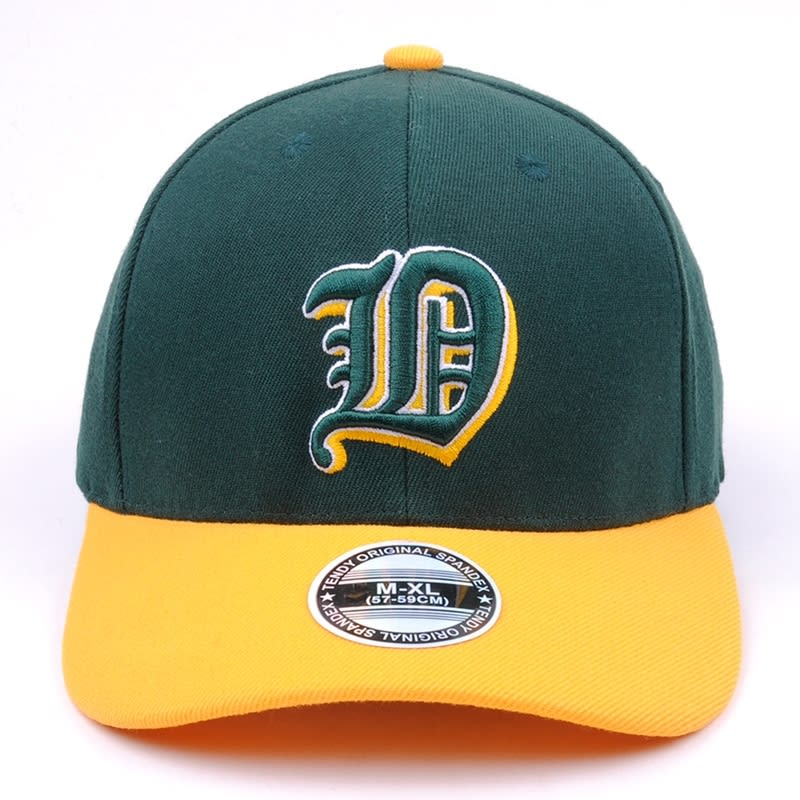 D
★TENDY ORIGINAL SPANDEX★
M-XL
(57-59CM)
TENDY ORIGINAL SPANDEX